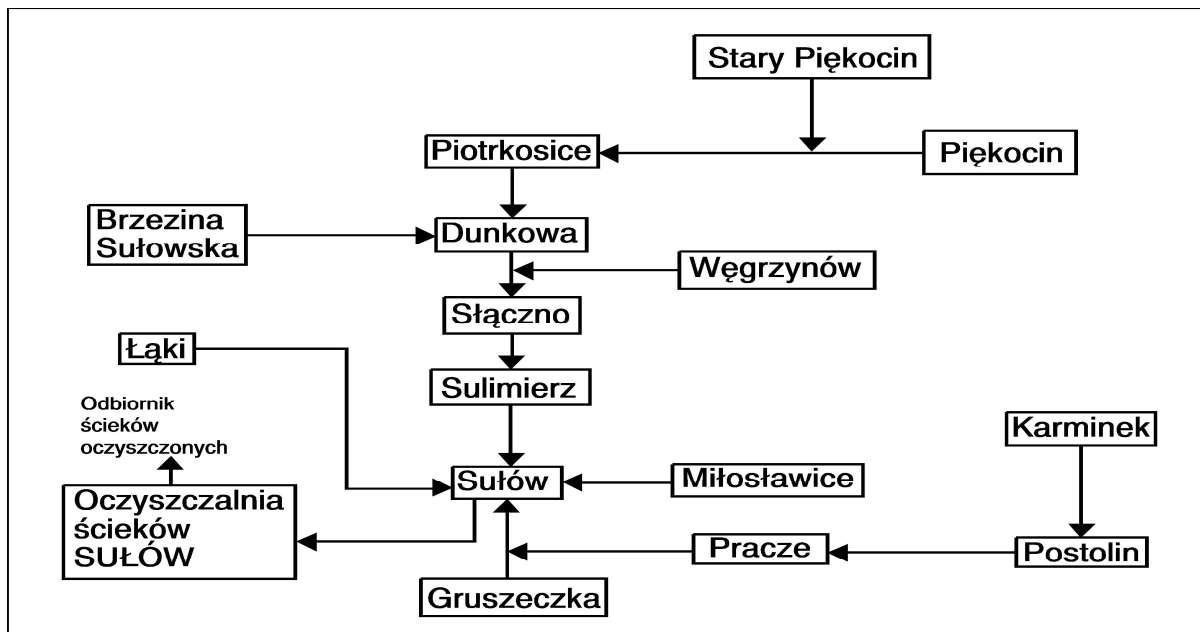 Stary Piękocin
Piotrkosice
Piękocin
Brzezina
Sułowska
Dunkowa
Węgrzynów
Słączno
Łąki
Sulimierz
Odbiornik
ścieków
oczyszczonych
Karminek
Sułów
Miłosławice
Oczyszczalnia
ścieków
SUŁÓW
Pracze
Postolin
Gruszeczka